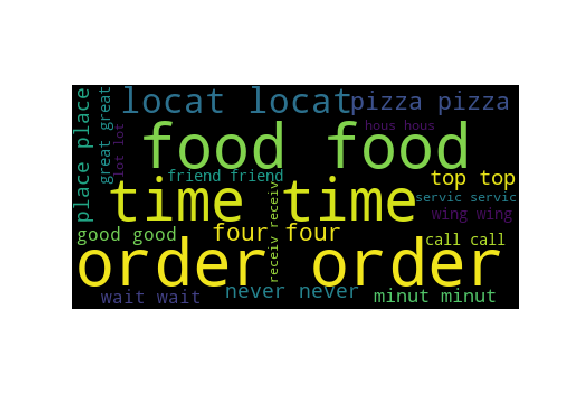 locat locat
pizza pizza
place place
great great
lot lot
food food
hous hous
friend friend
top top
time time
servic servic
wing wing
receiv receiv
good good
four four
call call
order order
wait wait
never never
minut minut